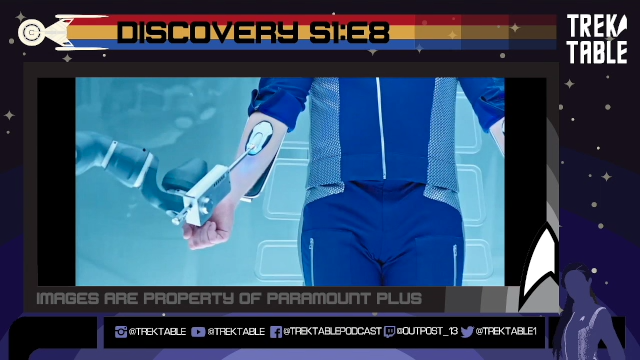 DISCOVERY S1:E8
TREK
TABLE
IMAGES ARE PROPERTY OF PARAMOUNT PLUS
@TREKTABLE @TREKTABLE @TREKTABLEPODCAST @OUTPOST_13 @TREKTABLE1